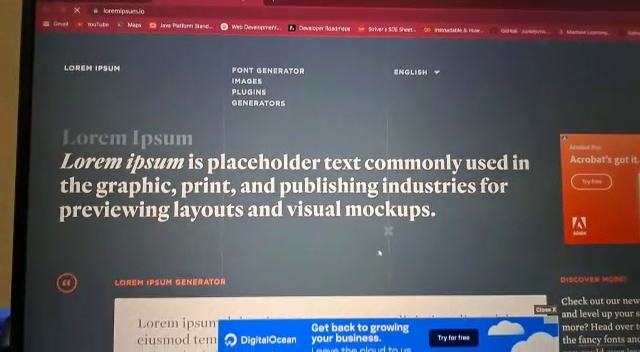 loremipsum.io
Gmail YouTube Maps Java Platform Stand... Web Development... Developer Roadmaps Striver's SDE Sheet... Machine Learning...
LOREM IPSUM
FONT GENERATOR
IMAGES
PLUGINS
GENERATORS
ENGLISH
Lorem Ipsum
Lorem ipsum is placeholder text commonly used in
the graphic, print, and publishing industries for
previewing layouts and visual mockups.
Acrobat Pro
Acrobat's got it.
Try free
Adobe
LOREM IPSUM GENERATOR
Lorem ipsum
eiusmod tem
DISCOVER MORE!
Check out our new
and level up your
more? Head over t
the fancy fonts an
Close X
DigitalOcean
Get back to growing
your business.
Leave the cloud to us.
Try for free